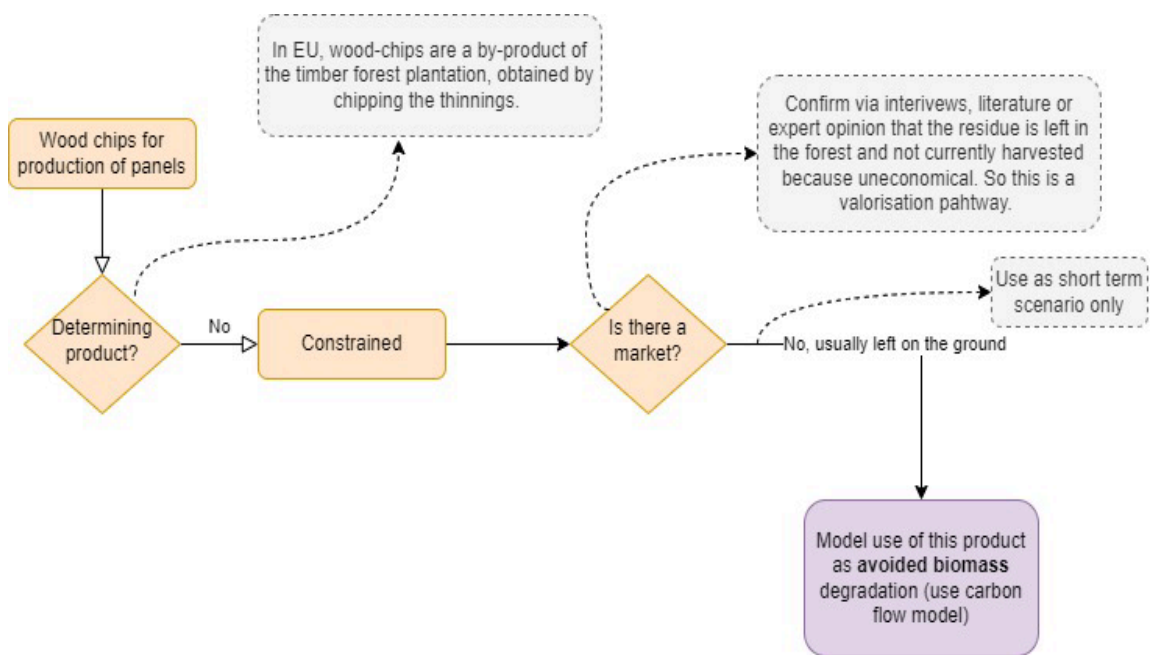 In EU, wood-chips are a by-product of
the timber forest plantation, obtained by
chipping the thinnings.
Confirm via interivews, literature or
expert opinion that the residue is left in
the forest and not currently harvested
because uneconomical. So this is a
valorisation pahtway.
Wood chips for
production of panels
Use as short term
scenario only
Determining
product?
No
Constrained
Is there a
market?
No, usually left on the ground
Model use of this product
as avoided biomass
degradation (use carbon
flow model)